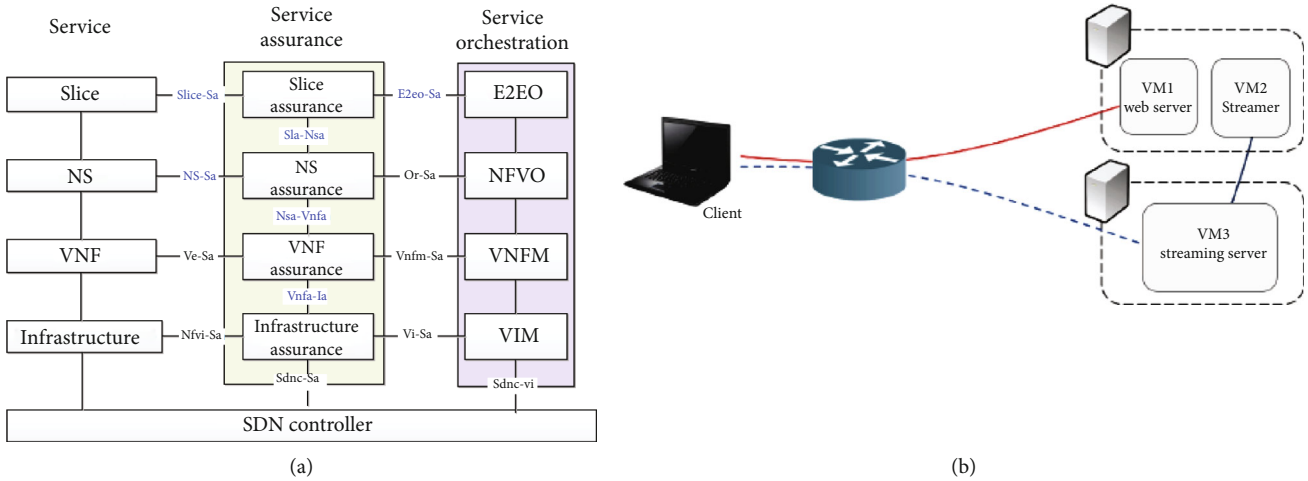 Service
Service
assurance
Service
orchestration
Slice
Slice-Sa
Slice
assurance
E2eo-Sa
E2EO
Sla-Nsa
NS
NS-Sa
NS
assurance
Or-Sa
NFVO
Nsa-Vnfa
VNF
Ve-Sa
VNF
assurance
Vnfm-Sa
VNFM
Vnfa-Ia
Infrastructure
Nfvi-Sa
Infrastructure
assurance
Vi-Sa
VIM
Sdnc-Sa
Sdnc-vi
SDN controller
(a)
VM1
web server
VM2
Streamer
Client
VM3
streaming server
(b)